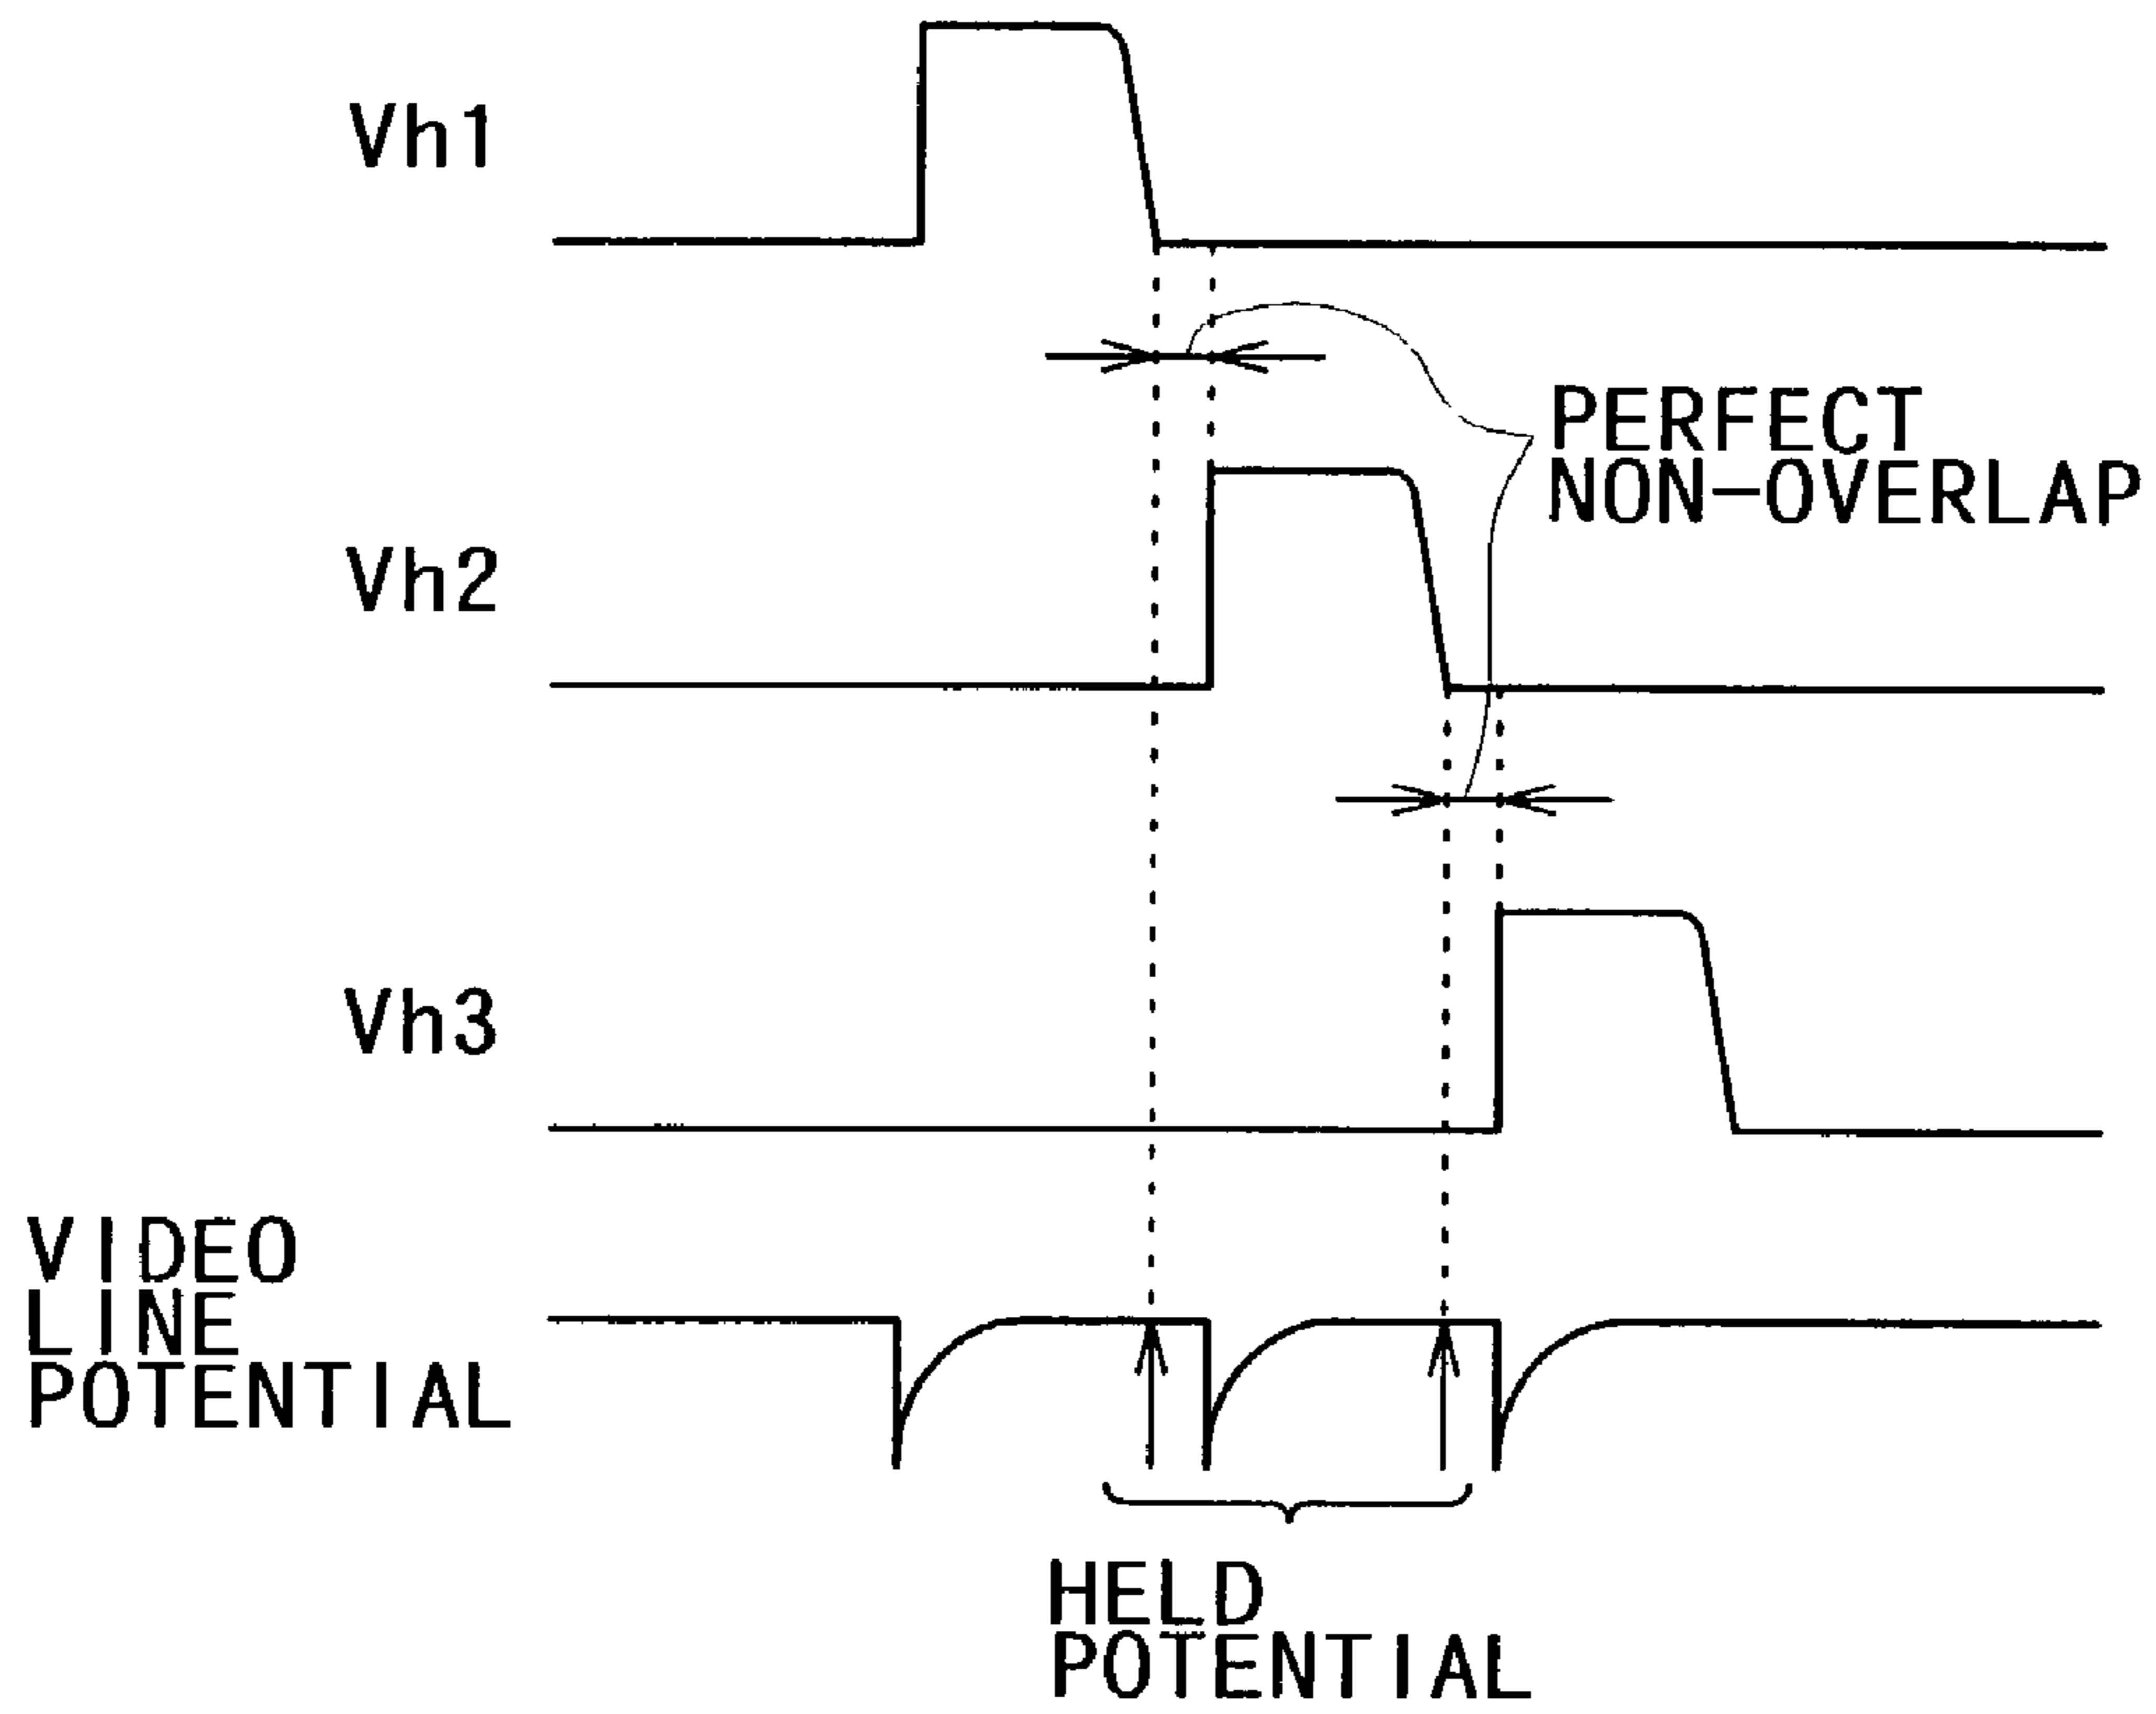 Vh1
PERFECT
NON-OVERLAP
Vh2
Vh3
VIDEO
LINE
POTENTIAL
HELD
POTENTIAL